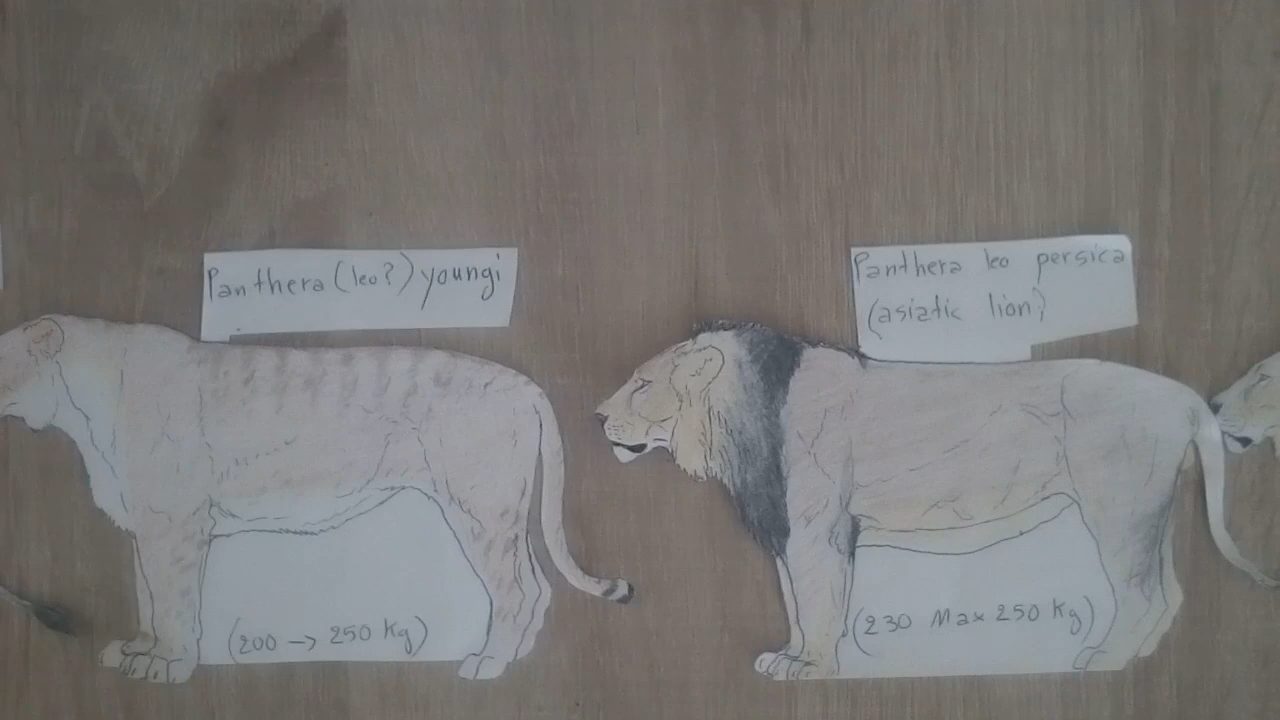 Panthera (leo?) youngi
Panthera leo persica
(asiatic lion)
(200 → 250 Kg)
(230 Max 250 Kg)